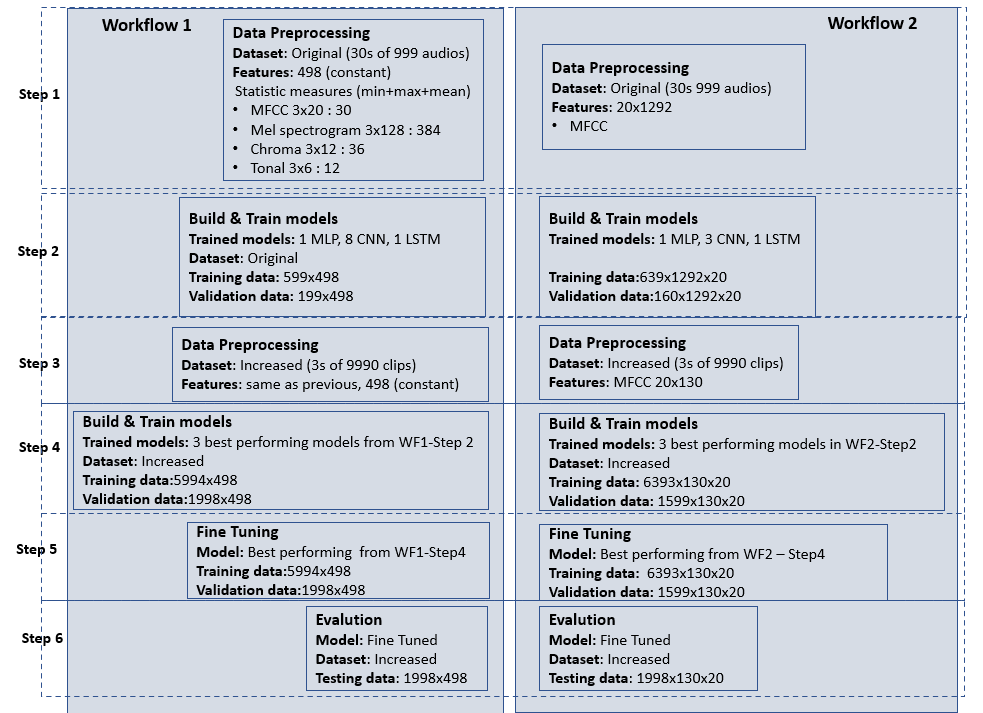 Workflow 1
Workflow 2
Step 1
Data Preprocessing
Dataset: Original (30s of 999 audios)
Features: 498 (constant)
Statistic measures (min+max+mean)
• MFCC 3x20 : 30
• Mel spectrogram 3x128 : 384
• Chroma 3x12 : 36
• Tonal 3x6 : 12
Data Preprocessing
Dataset: Original (30s 999 audios)
Features: 20x1292
• MFCC
Step 2
Build & Train models
Trained models: 1 MLP, 8 CNN, 1 LSTM
Dataset: Original
Training data: 599x498
Validation data: 199x498
Build & Train models
Trained models: 1 MLP, 3 CNN, 1 LSTM
Training data:639x1292x20
Validation data:160x1292x20
Step 3
Data Preprocessing
Dataset: Increased (3s of 9990 clips)
Features: same as previous, 498 (constant)
Data Preprocessing
Dataset: Increased (3s of 9990 clips)
Features: MFCC 20x130
Step 4
Build & Train models
Trained models: 3 best performing models from WF1-Step 2
Dataset: Increased
Training data:5994x498
Validation data:1998x498
Build & Train models
Trained models: 3 best performing models in WF2-Step2
Dataset: Increased
Training data: 6393x130x20
Validation data: 1599x130x20
Step 5
Fine Tuning
Model: Best performing from WF1-Step4
Training data:5994x498
Validation data:1998x498
Fine Tuning
Model: Best performing from WF2 – Step4
Training data: 6393x130x20
Validation data: 1599x130x20
Step 6
Evalution
Model: Fine Tuned
Dataset: Increased
Testing data: 1998x498
Evalution
Model: Fine Tuned
Dataset: Increased
Testing data: 1998x130x20